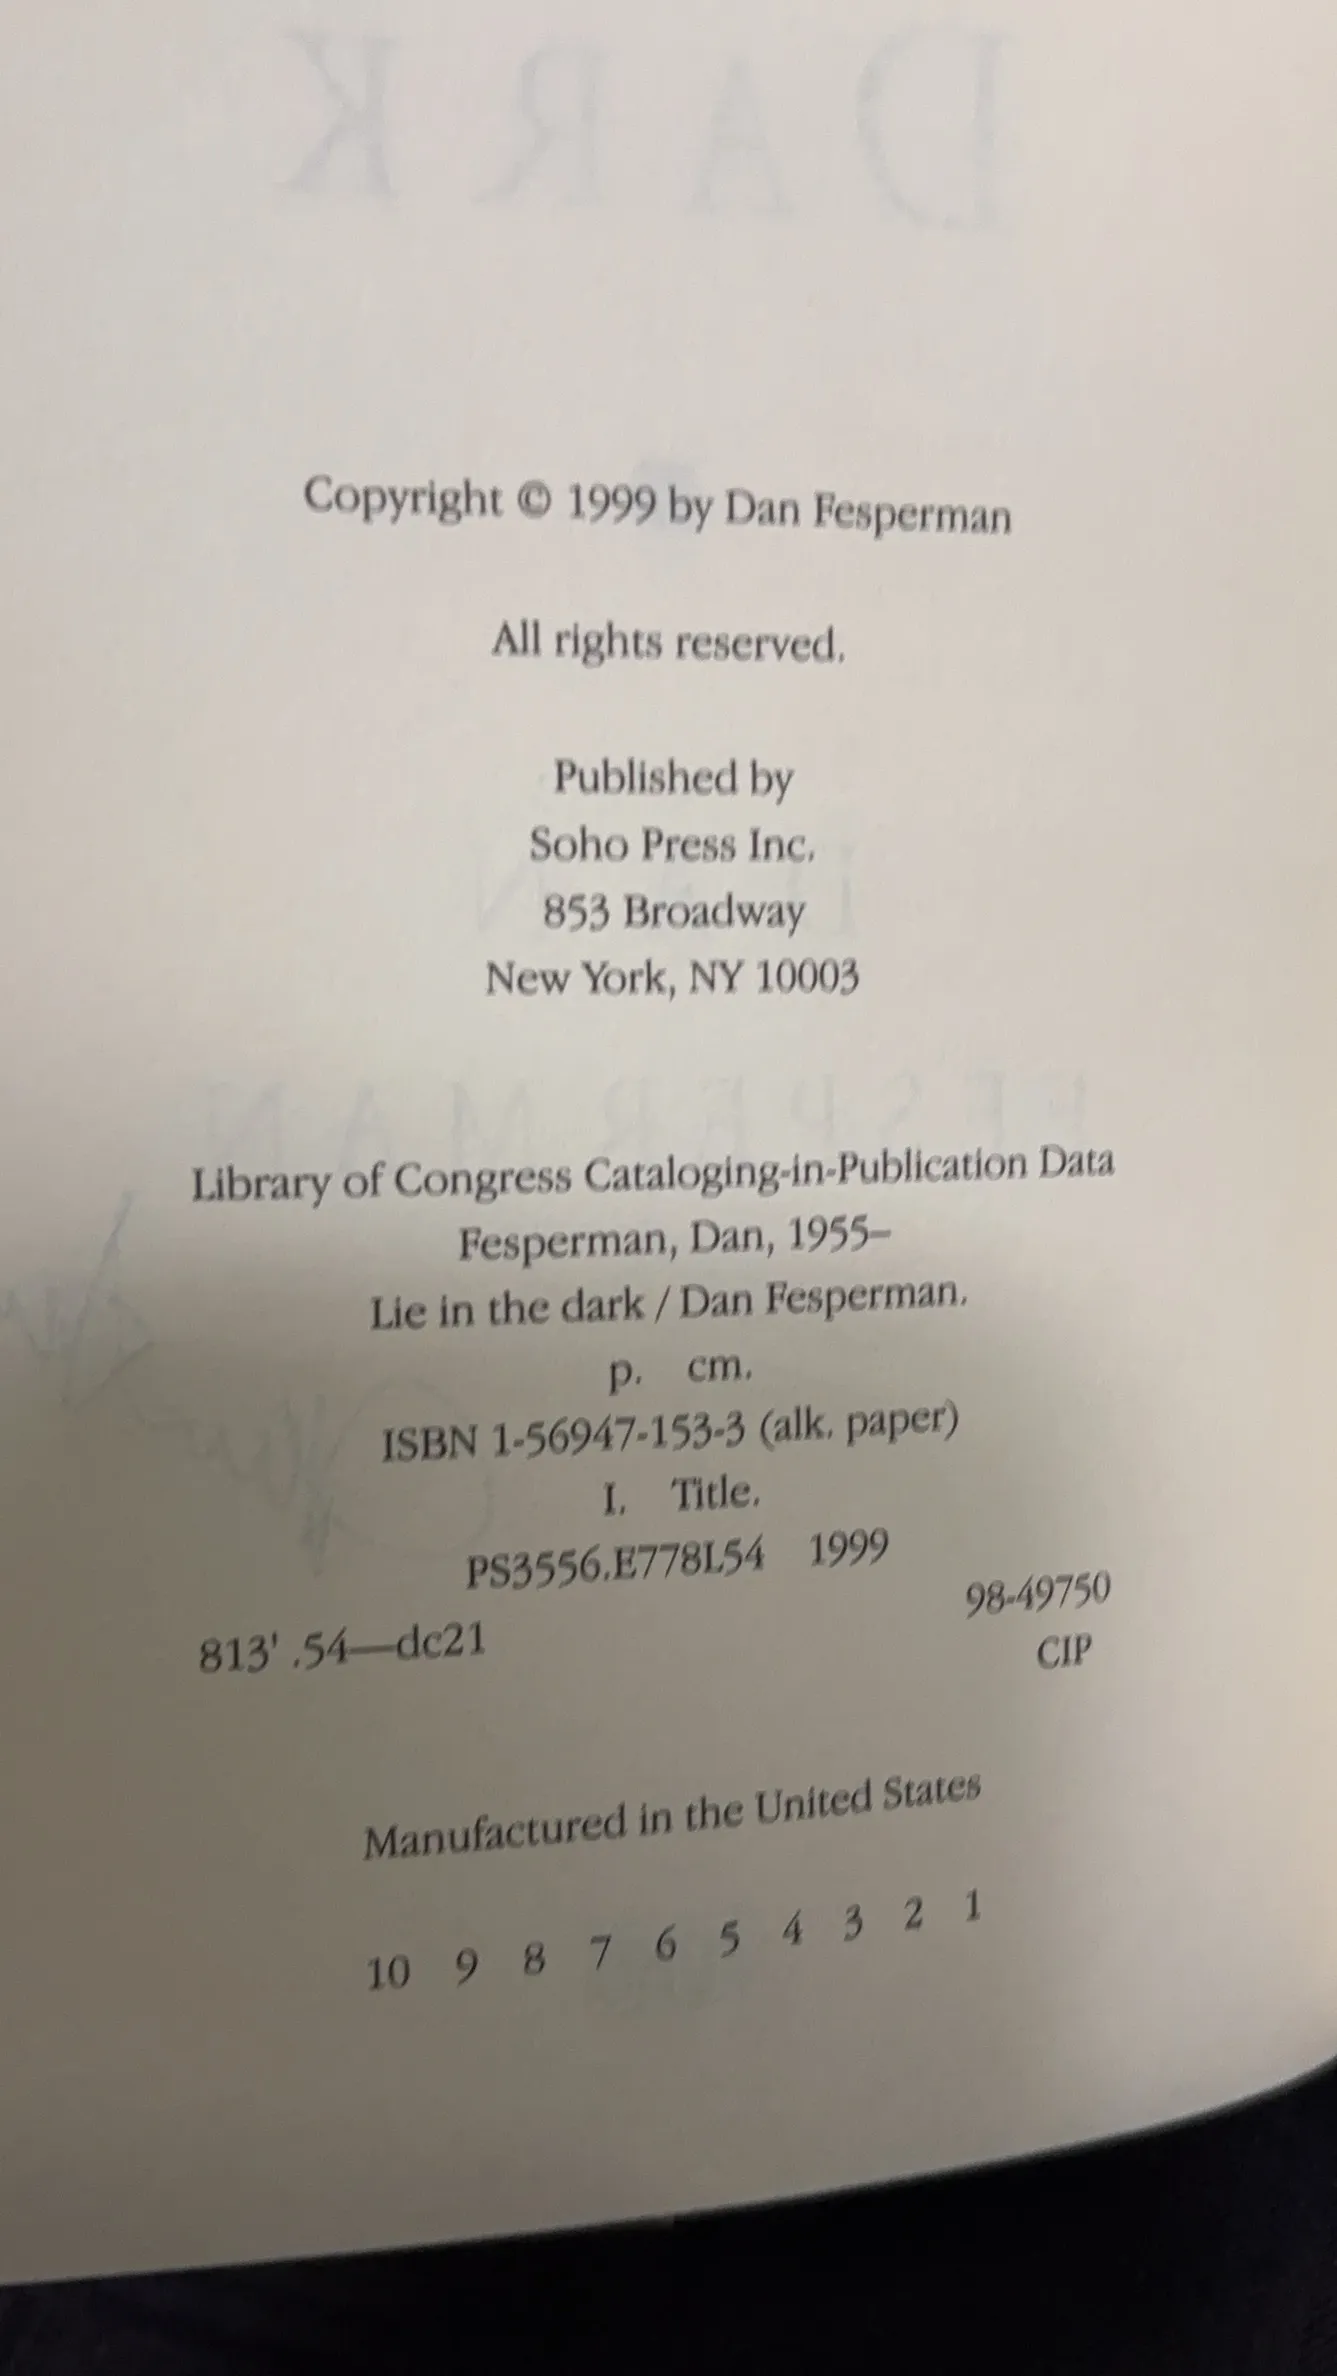 DARK
Copyright © 1999 by Dan Fesperman
All rights reserved.
Published by
Soho Press Inc.
853 Broadway
New York, NY 10003
DAN
FESPERMAN
Library of Congress Cataloging-in-Publication Data
Fesperman, Dan, 1955–
Lie in the dark / Dan Fesperman.
p. cm.
ISBN 1-56947-153-3 (alk. paper)
I. Title.
PS3556.E778L54 1999
813' .54—dc21
98-49750
CIP
Manufactured in the United States
10 9 8 7 6 5 4 3 2 1